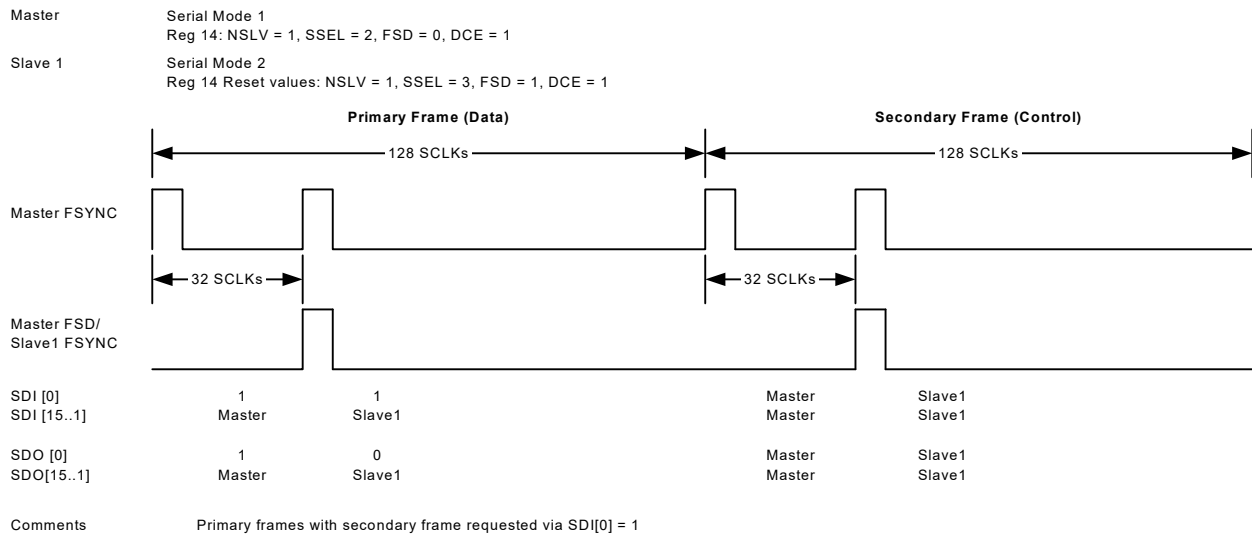 Master Serial Mode 1
Reg 14: NSLV = 1, SSEL = 2, FSD = 0, DCE = 1
Slave 1 Serial Mode 2
Reg 14 Reset values: NSLV = 1, SSEL = 3, FSD = 1, DCE = 1
Primary Frame (Data) Secondary Frame (Control)
128 SCLKs 128 SCLKs
Master FSYNC
32 SCLKs 32 SCLKs
Master FSD/
Slave1 FSYNC
SDI [0] 1 1 Master Slave1
SDI [15..1] Master Slave1 Master Slave1
SDO [0] 1 0 Master Slave1
SDO[15..1] Master Slave1 Master Slave1
Comments Primary frames with secondary frame requested via SDI[0] = 1